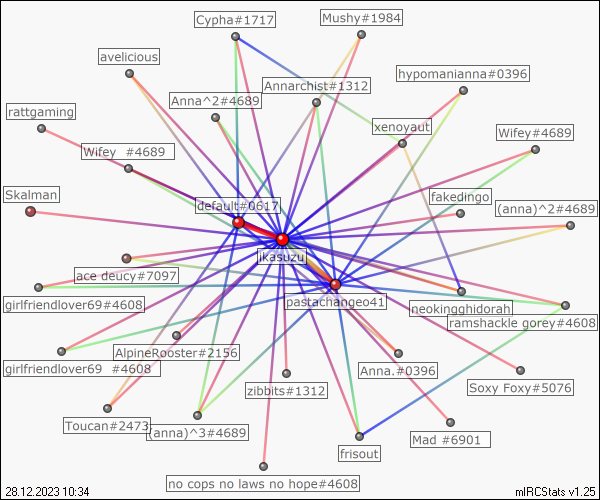 Cypha#1717
Mushy#1984
avelicious
Annarchist#1312
hypomanianna#0396
Anna^2#4689
rattgaming
xenoyaut
Wifey#4689
Wifey  #4689
Skalman
default#0617
fakedingo
(anna)^2#4689
jkasuzu
ace deucy#7097
girlfriendlover69#4608
pastachangeo41
neokingghidorah
ramshackle gorey#4608
AlpineRooster#2156
girlfriendlover69  #4608
Anna.#0396
zibbits#1312
Soxy Foxy#5076
Toucan#2473
(anna)^3#4689
Mad #6901
frisout
no cops no laws no hope#4608
28.12.2023 10:34
mIRCStats v1.25